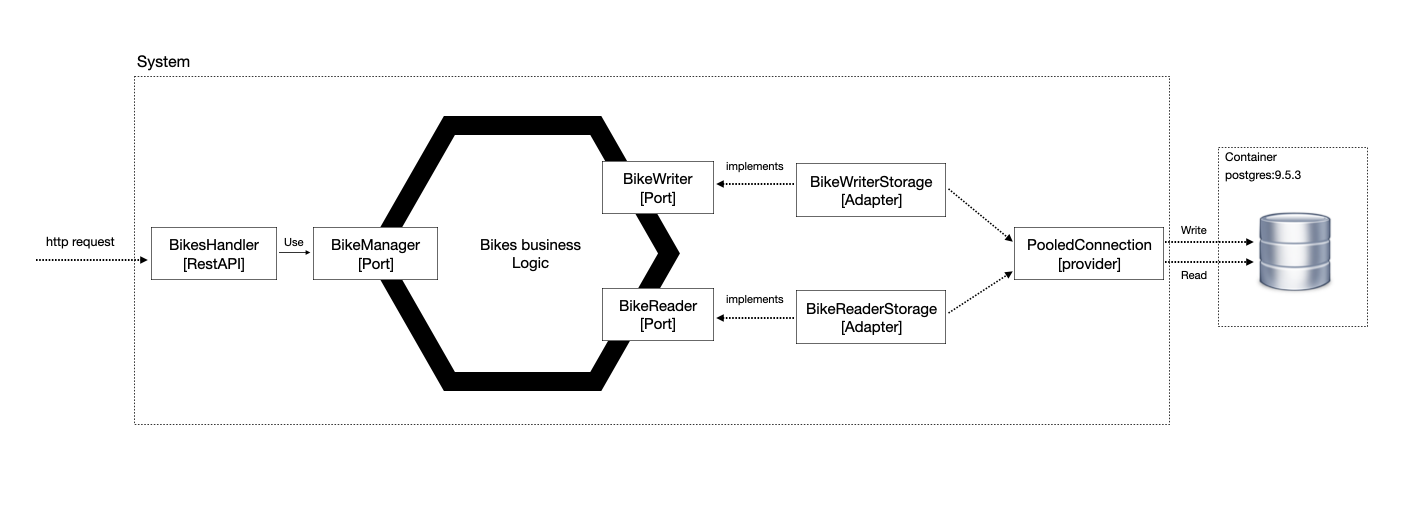 System
http request
BikesHandler
[RestAPI]
Use
BikeManager
[Port]
Bikes business
Logic
BikeWriter
[Port]
implements
BikeWriterStorage
[Adapter]
BikeReader
[Port]
implements
BikeReaderStorage
[Adapter]
PooledConnection
[provider]
Write
Read
Container
postgres:9.5.3